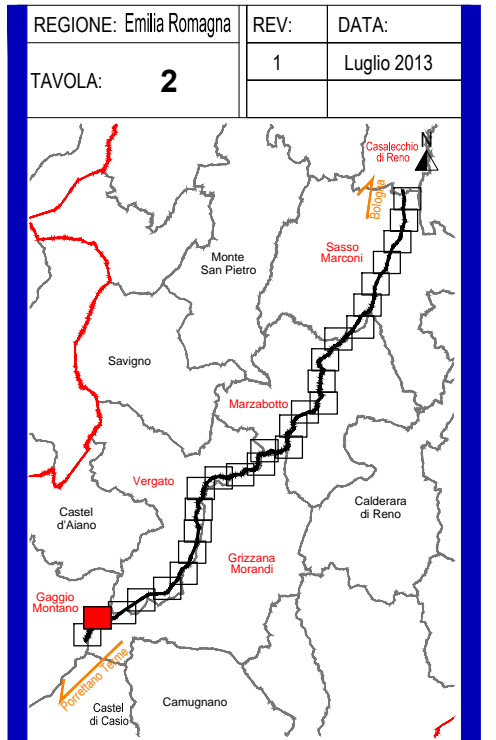 REGIONE: Emilia Romagna
REV:
DATA:
TAVOLA: 2
1
Luglio 2013
N
Casalecchio
di Reno
Bologna
Sasso
Marconi
Monte
San Pietro
Savigno
Marzabotto
Vergato
Castel
d'Aiano
Calderara
di Reno
Grizzana
Morandi
Gaggio
Montano
Porrettano Terme
Castel
di Casio
Camugnano